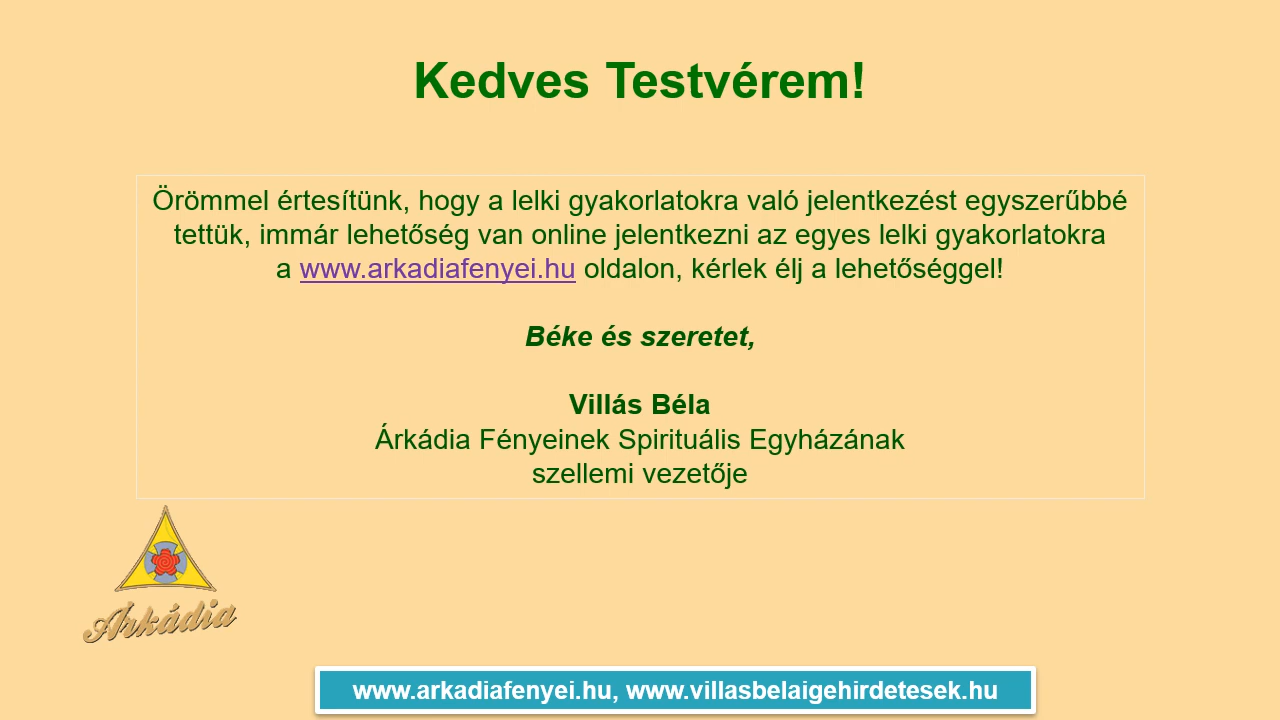 Kedves Testvérem!
Örömmel értesítünk, hogy a lelki gyakorlatokra való jelentkezést egyszerűbbé
tettük, immár lehetőség van online jelentkezni az egyes lelki gyakorlatokra
a www.arkadiafenyei.hu oldalon, kérlek élj a lehetőséggel!
Béke és szeretet,
Villás Béla
Árkádia Fényeinek Spirituális Egyházának
szellemi vezetője
Árkádia
www.arkadiafenyei.hu, www.villasbelaigehirdetesek.hu